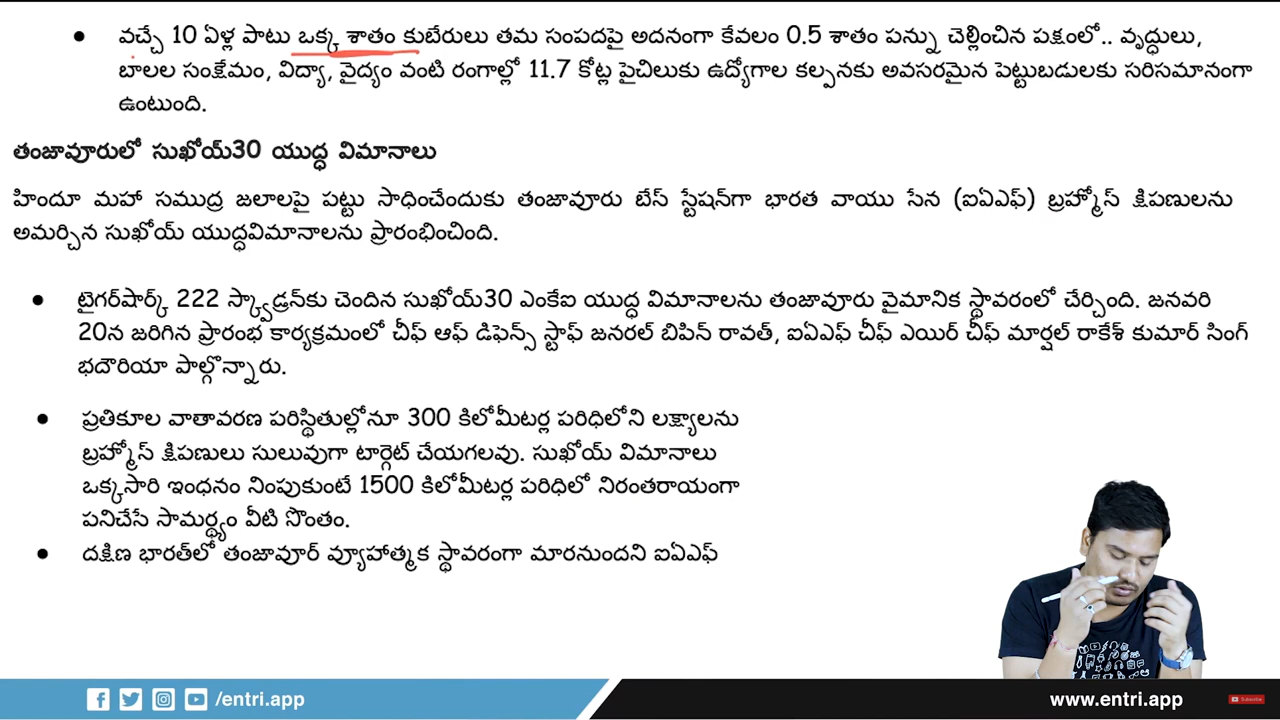 వచ్చే 10 ఏళ్ల పాటు ఒక్క శాతం కుబేరులు తమ సంపదపై అదనంగా కేవలం 0.5 శాతం పన్ను చెల్లించిన పక్షంలో.. వృద్ధులు,
బాలల సంక్షేమం, విద్యా, వైద్యం వంటి రంగాల్లో 11.7 కోట్ల పైచిలుకు ఉద్యోగాల కల్పనకు అవసరమైన పెట్టుబడులకు సరిసమానంగా
ఉంటుంది.
తంజావూరులో సుఖోయ్30 యుద్ధ విమానాలు
హిందూ మహా సముద్ర జలాలపై పట్టు సాధించేందుకు తంజావూరు బేస్ స్టేషన్‌గా భారత వాయు సేన (ఐఏఎఫ్) బ్రహ్మోస్ క్షిపణులను
అమర్చిన సుఖోయ్ యుద్ధవిమానాలను ప్రారంభించింది.
టైగర్‌షార్క్ 222 స్క్వాడ్రన్‌కు చెందిన సుఖోయ్30 ఎంకేఐ యుద్ధ విమానాలను తంజావూరు వైమానిక స్థావరంలో చేర్చింది. జనవరి
20న జరిగిన ప్రారంభ కార్యక్రమంలో చీఫ్ ఆఫ్ డిఫెన్స్ స్టాఫ్ జనరల్ బిపిన్ రావత్, ఐఏఎఫ్ చీఫ్ ఎయిర్ చీఫ్ మార్షల్ రాకేశ్ కుమార్ సింగ్
భదౌరియా పాల్గొన్నారు.
ప్రతికూల వాతావరణ పరిస్థితుల్లోనూ 300 కిలోమీటర్ల పరిధిలోని లక్ష్యాలను
బ్రహ్మోస్ క్షిపణులు సులువుగా టార్గెట్ చేయగలవు. సుఖోయ్ విమానాలు
ఒక్కసారి ఇంధనం నింపుకుంటే 1500 కిలోమీటర్ల పరిధిలో నిరంతరాయంగా
పనిచేసే సామర్థ్యం వీటి సొంతం.
దక్షిణ భారత్‌లో తంజావూర్ వ్యూహాత్మక స్థావరంగా మారనుందని ఐఏఎఫ్
/entri.app
www.entri.app
Subscribe